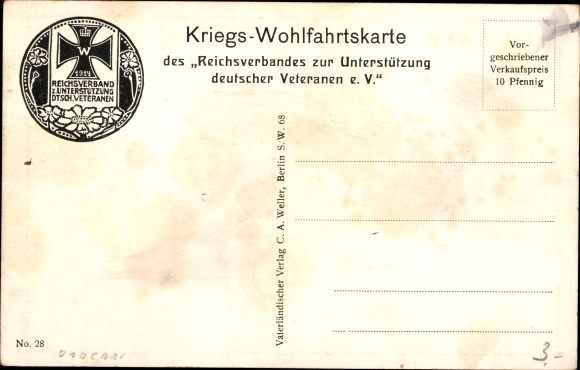 W
1914
REICHSVERBAND
z.UNTERSTÜTZUNG
DTSCH.VETERANEN
Kriegs-Wohlfahrtskarte
des „Reichsverbandes zur Unterstützung
deutscher Veteranen e. V.“
Vor-
geschriebener
Verkaufspreis
10 Pfennig
Vaterländischer Verlag C. A. Weller, Berlin S. W. 68
No. 28
3.-